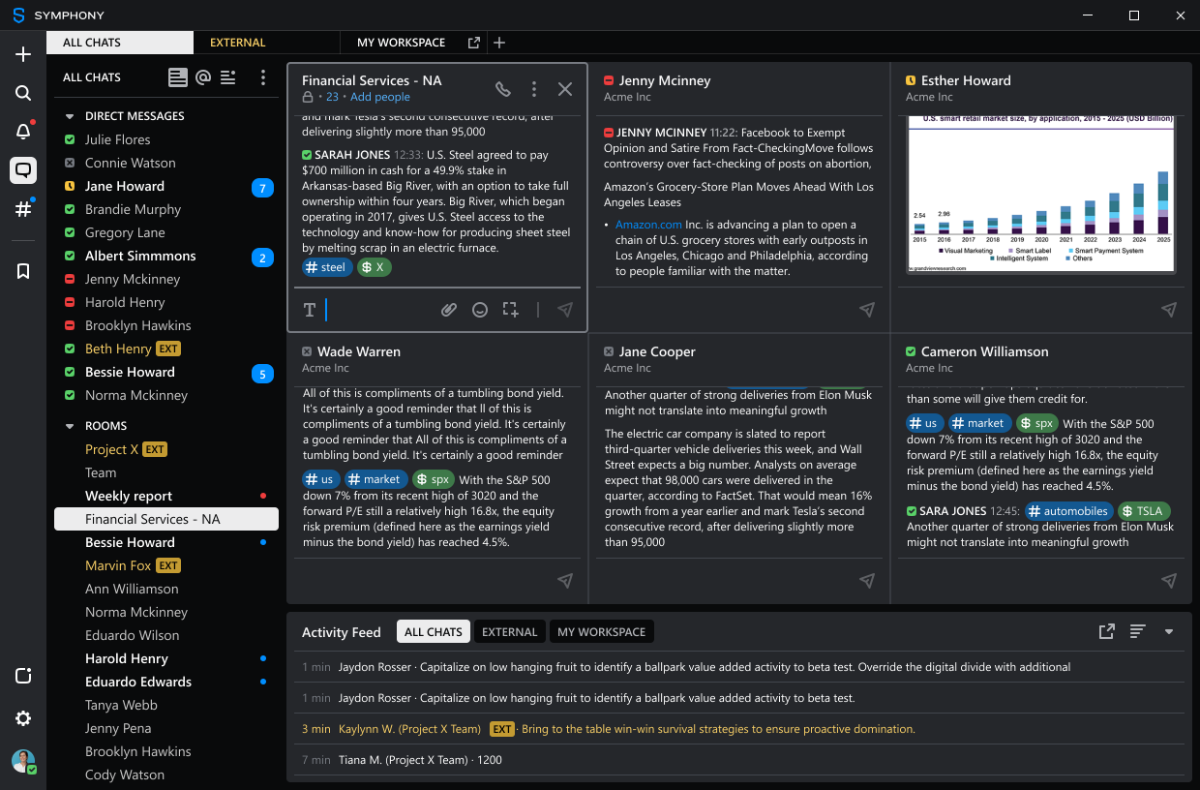 SYMPHONY
ALL CHATS
EXTERNAL
MY WORKSPACE
ALL CHATS
DIRECT MESSAGES
Julie Flores
Connie Watson
Jane Howard 7
Brandie Murphy
Gregory Lane
Albert Simmmons 2
Jenny Mckinney
Harold Henry
Brooklyn Hawkins
Beth Henry EXT
Bessie Howard 5
Norma Mckinney
ROOMS
Project X EXT
Team
Weekly report
Financial Services - NA
Bessie Howard
Marvin Fox EXT
Ann Williamson
Norma Mckinney
Eduardo Wilson
Harold Henry
Eduardo Edwards
Tanya Webb
Jenny Pena
Brooklyn Hawkins
Cody Watson
Financial Services - NA
· 23 · Add people
and mark Tesla's second consecutive record, after
delivering slightly more than 95,000
SARAH JONES 12:33: U.S. Steel agreed to pay
$700 million in cash for a 49.9% stake in
Arkansas-based Big River, with an option to take full
ownership within four years. Big River, which began
operating in 2017, gives U.S. Steel access to the
technology and know-how for producing sheet steel
by melting scrap in an electric furnace.
# steel $ X
T
Jenny Mcinney
Acme Inc
JENNY MCINNEY 11:22: Facebook to Exempt
Opinion and Satire From Fact-CheckingMove follows
controversy over fact-checking of posts on abortion,
Amazon's Grocery-Store Plan Moves Ahead With Los
Angeles Leases
• Amazon.com Inc. is advancing a plan to open a
chain of U.S. grocery stores with early outposts in
Los Angeles, Chicago and Philadelphia, according
to people familiar with the matter.
Esther Howard
Acme Inc
U.S. smart retail market size, by application, 2015 - 2025 (USD Billion)
2.54 2.96
2015 2016 2017 2018 2019 2020 2021 2022 2023 2024 2025
Visual Marketing Smart Label Smart Payment System
Intelligent System Others
w.grandviewresearch.com
Wade Warren
Acme Inc
All of this is compliments of a tumbling bond yield.
It's certainly a good reminder that ll of this is
compliments of a tumbling bond yield. It's certainly
a good reminder that All of this is compliments of a
tumbling bond yield. It's certainly a good reminder
# us # market $ spx With the S&P 500
down 7% from its recent high of 3020 and the
forward P/E still a relatively high 16.8x, the equity
risk premium (defined here as the earnings yield
minus the bond yield) has reached 4.5%.
Jane Cooper
Acme Inc
Another quarter of strong deliveries from Elon Musk
might not translate into meaningful growth
The electric car company is slated to report
third-quarter vehicle deliveries this week, and Wall
Street expects a big number. Analysts on average
expect that 98,000 cars were delivered in the
quarter, according to FactSet. That would mean 16%
growth from a year earlier and mark Tesla's second
consecutive record, after delivering slightly more
than 95,000
Cameron Williamson
Acme Inc
than some will give them credit for.
# us # market $ spx With the S&P 500
down 7% from its recent high of 3020 and the
forward P/E still a relatively high 16.8x, the equity
risk premium (defined here as the earnings yield
minus the bond yield) has reached 4.5%.
SARA JONES 12:45: # automobiles $ TSLA
Another quarter of strong deliveries from Elon Musk
might not translate into meaningful growth
Activity Feed ALL CHATS EXTERNAL MY WORKSPACE
1 min Jaydon Rosser · Capitalize on low hanging fruit to identify a ballpark value added activity to beta test. Override the digital divide with additional
1 min Jaydon Rosser · Capitalize on low hanging fruit to identify a ballpark value added activity to beta test.
3 min Kaylynn W. (Project X Team) EXT · Bring to the table win-win survival strategies to ensure proactive domination.
7 min Tiana M. (Project X Team) · 1200